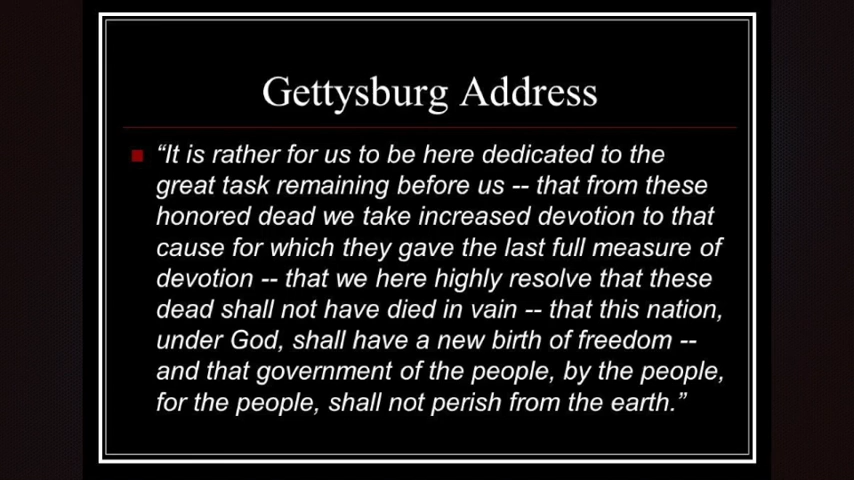 Gettysburg Address
“It is rather for us to be here dedicated to the
great task remaining before us -- that from these
honored dead we take increased devotion to that
cause for which they gave the last full measure of
devotion -- that we here highly resolve that these
dead shall not have died in vain -- that this nation,
under God, shall have a new birth of freedom --
and that government of the people, by the people,
for the people, shall not perish from the earth.”